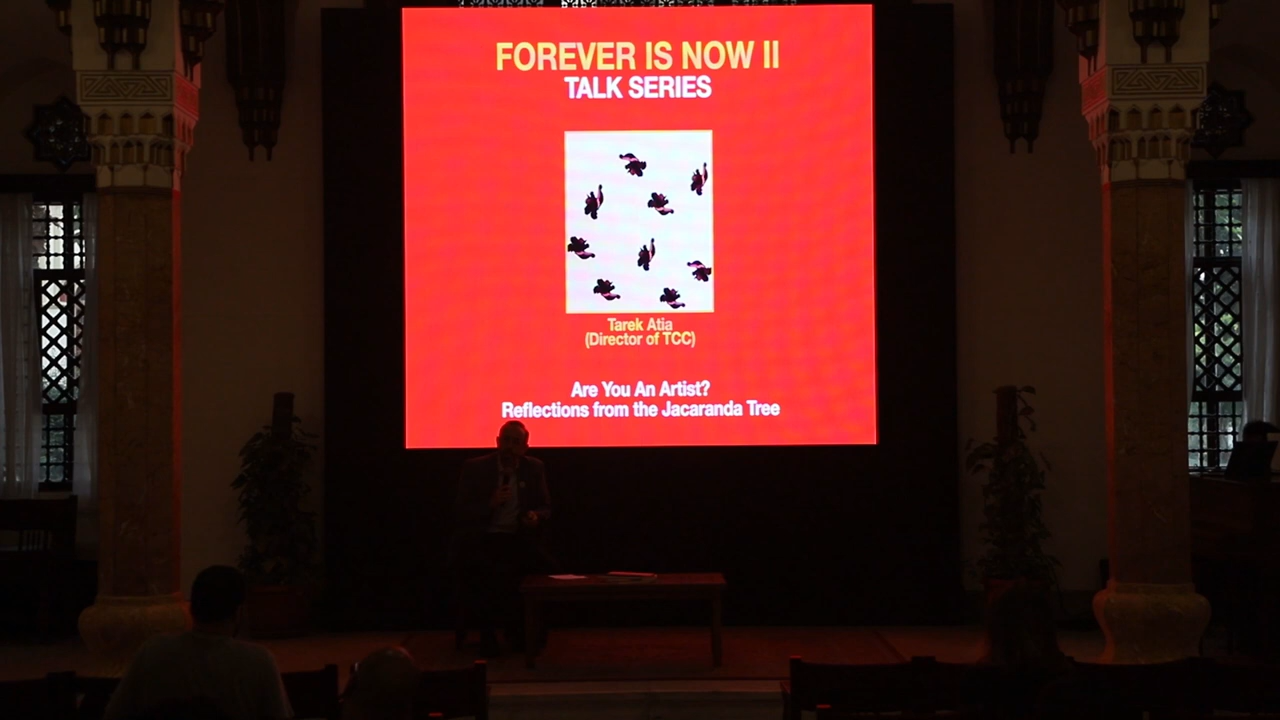 FOREVER IS NOW II
TALK SERIES
Tarek Atia
(Director of TCC)
Are You An Artist?
Reflections from the Jacaranda Tree